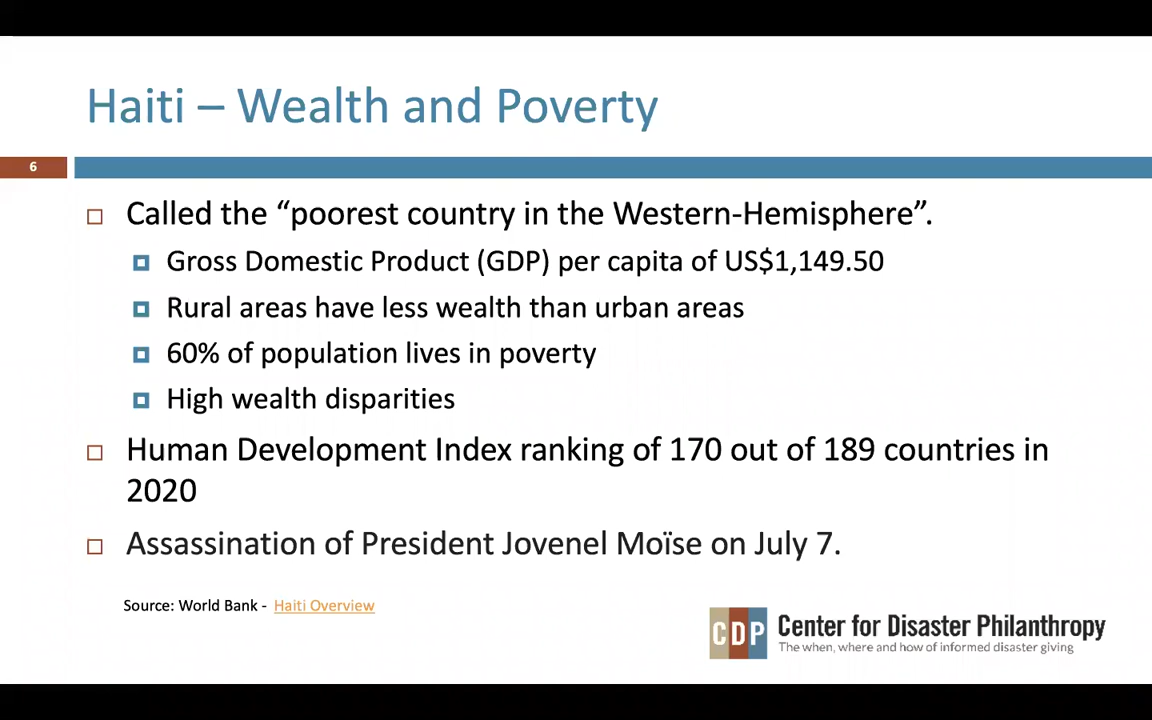 Haiti – Wealth and Poverty
6
Called the “poorest country in the Western-Hemisphere”.
Gross Domestic Product (GDP) per capita of US$1,149.50
Rural areas have less wealth than urban areas
60% of population lives in poverty
High wealth disparities
Human Development Index ranking of 170 out of 189 countries in
2020
Assassination of President Jovenel Moïse on July 7.
Source: World Bank - Haiti Overview
CDP Center for Disaster Philanthropy
The when, where and how of informed disaster giving